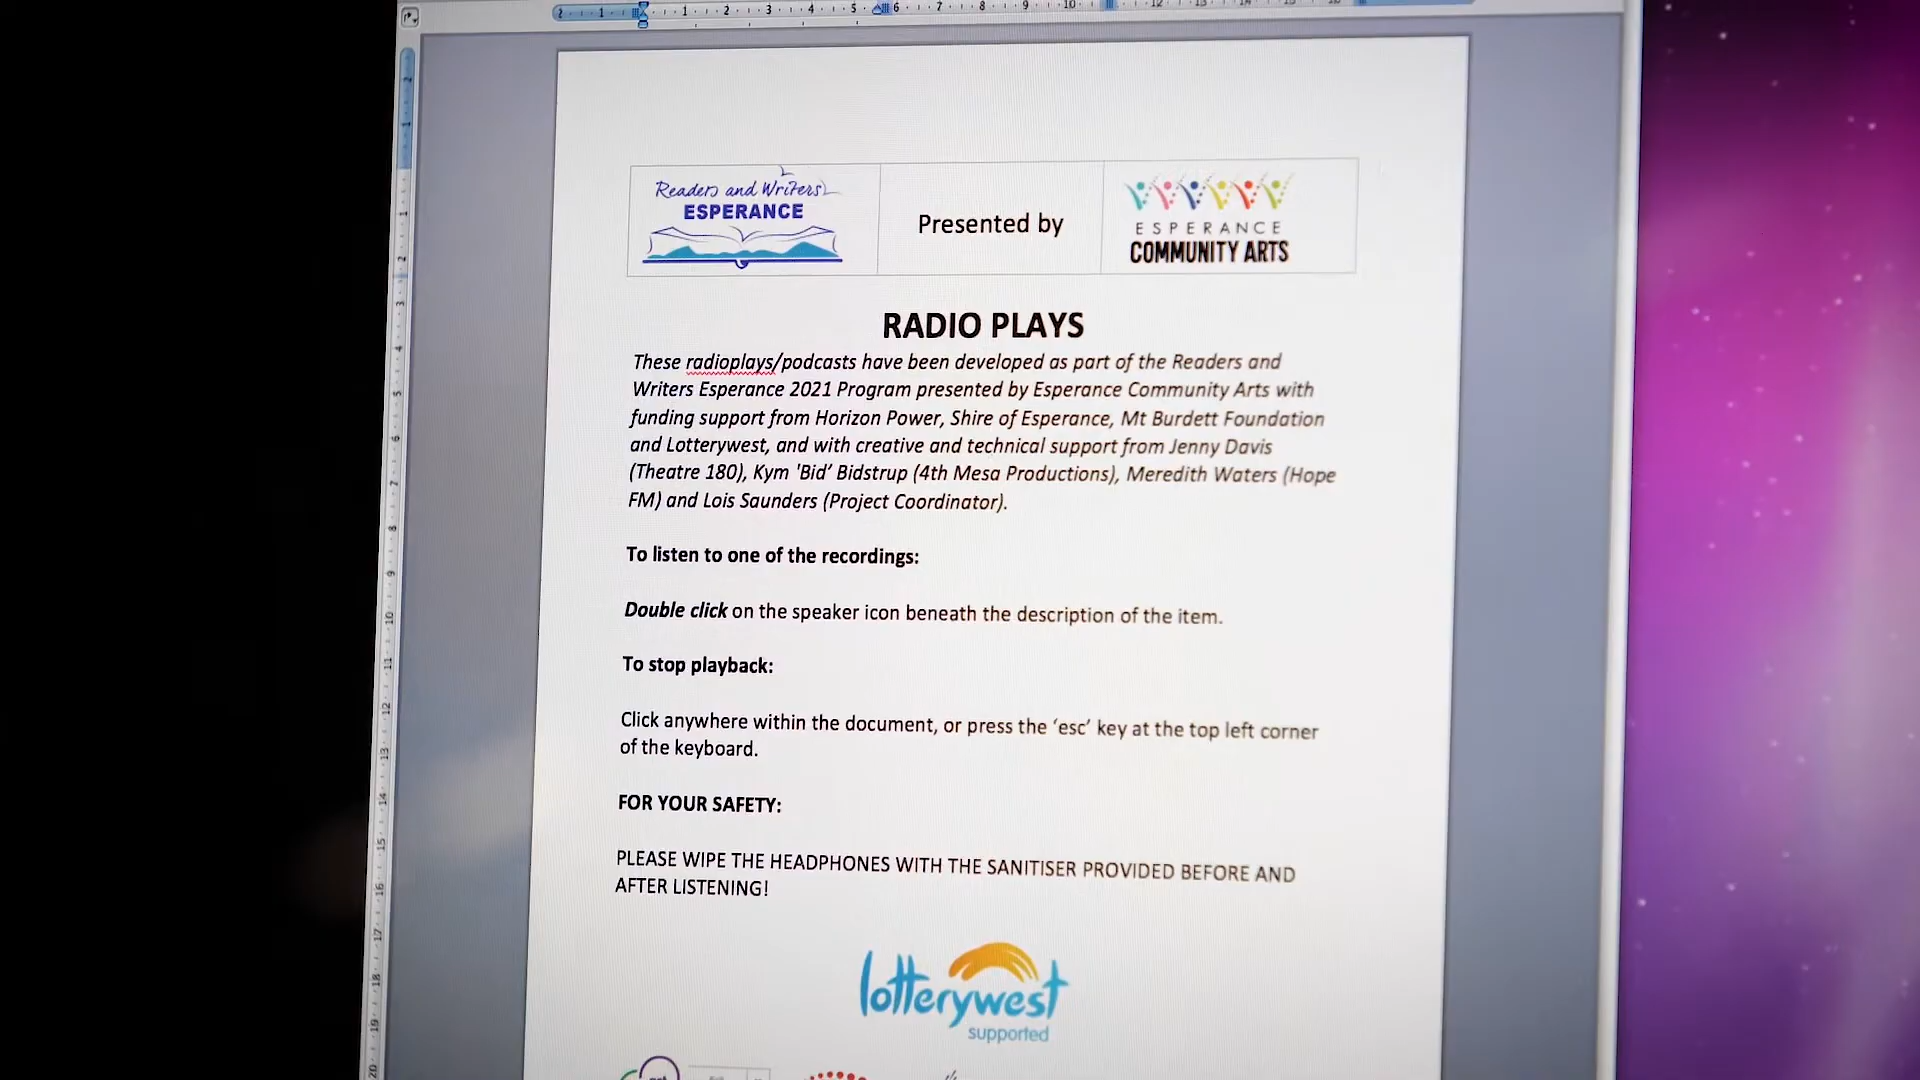 Readers and Writers
ESPERANCE
Presented by
ESPERANCE
COMMUNITY ARTS
RADIO PLAYS
These radioplays/podcasts have been developed as part of the Readers and
Writers Esperance 2021 Program presented by Esperance Community Arts with
funding support from Horizon Power, Shire of Esperance, Mt Burdett Foundation
and Lotterywest, and with creative and technical support from Jenny Davis
(Theatre 180), Kym 'Bid’ Bidstrup (4th Mesa Productions), Meredith Waters (Hope
FM) and Lois Saunders (Project Coordinator).
To listen to one of the recordings:
Double click on the speaker icon beneath the description of the item.
To stop playback:
Click anywhere within the document, or press the ‘esc’ key at the top left corner
of the keyboard.
FOR YOUR SAFETY:
PLEASE WIPE THE HEADPHONES WITH THE SANITISER PROVIDED BEFORE AND
AFTER LISTENING!
lotterywest
supported